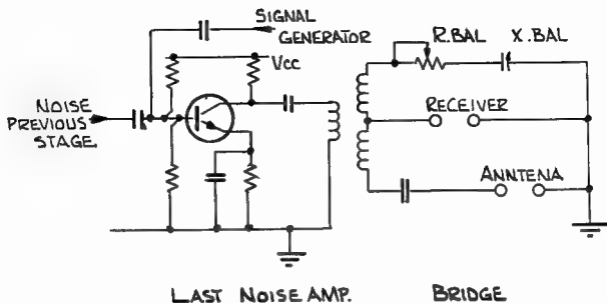 SIGNAL
GENERATOR
Vcc
NOISE
PREVIOUS
STAGE
R.BAL
X.BAL
RECEIVER
ANNTENA
LAST NOISE AMP.
BRIDGE